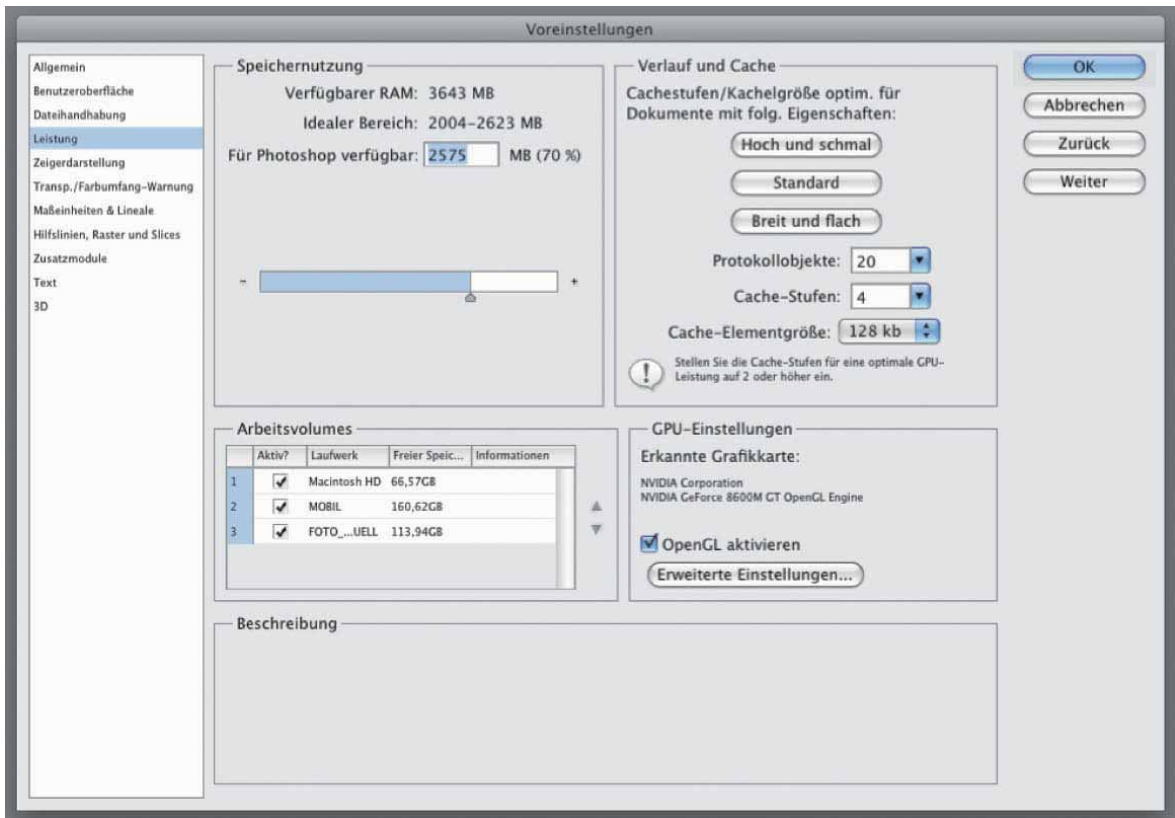 Voreinstellungen
Allgemein
Benutzeroberfläche
Dateihandhabung
Leistung
Zeigerdarstellung
Transp./Farbumfang-Warnung
Maßeinheiten & Lineale
Hilfslinien, Raster und Slices
Zusatzmodule
Text
3D
Speichernutzung
Verfügbarer RAM: 3643 MB
Idealer Bereich: 2004-2623 MB
Für Photoshop verfügbar: 2575 MB (70 %)
- +
Verlauf und Cache
Cachestufen/Kachelgröße optim. für
Dokumente mit folg. Eigenschaften:
Hoch und schmal
Standard
Breit und flach
Protokollobjekte: 20
Cache-Stufen: 4
Cache-Elementgröße: 128 kb
Stellen Sie die Cache-Stufen für eine optimale GPU-
Leistung auf 2 oder höher ein.
OK
Abbrechen
Zurück
Weiter
Arbeitsvolumes
Aktiv? Laufwerk Freier Speic... Informationen
1 Macintosh HD 66,57GB
2 MOBIL 160,62GB
3 FOTO_...UELL 113,94GB
GPU-Einstellungen
Erkannte Grafikkarte:
NVIDIA Corporation
NVIDIA GeForce 8600M GT OpenGL Engine
OpenGL aktivieren
Erweiterte Einstellungen...
Beschreibung